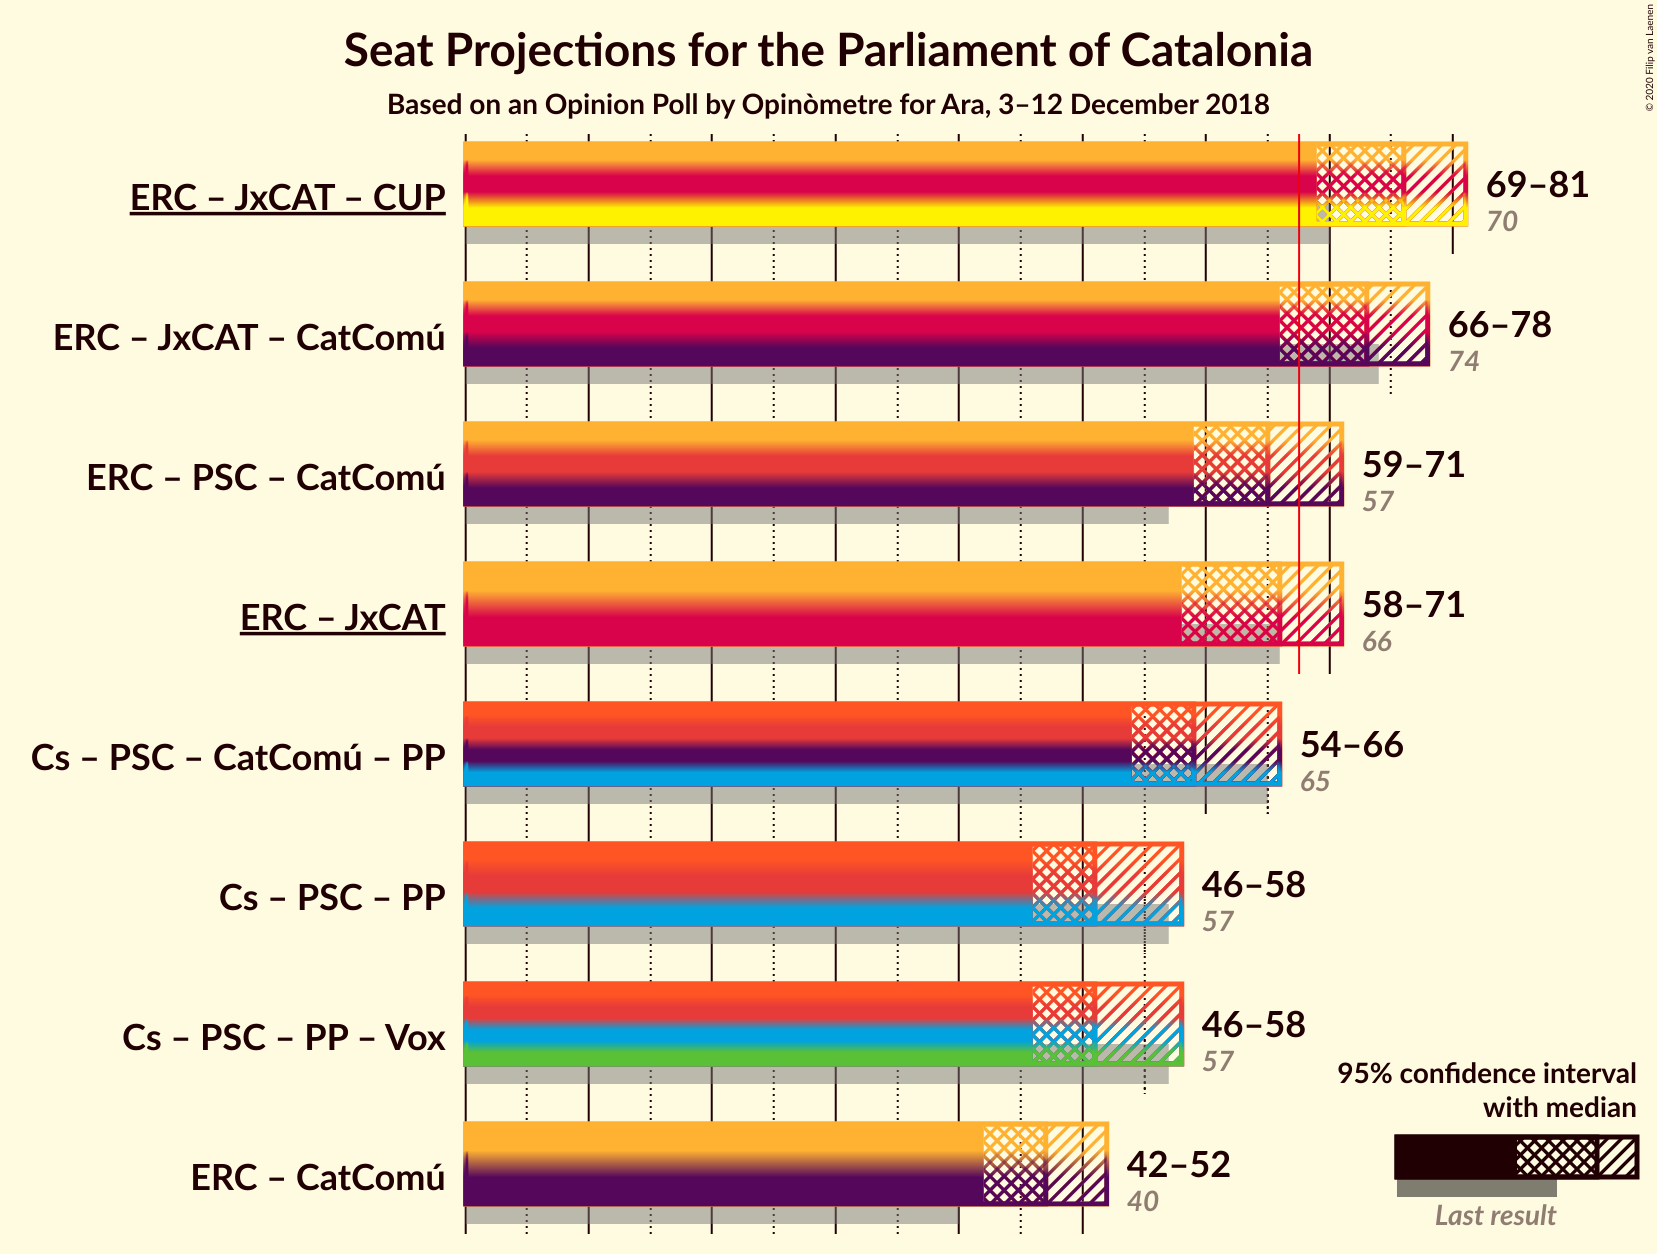 Seat Projections for the Parliament of Catalonia
Based on an Opinion Poll by Opinòmetre for Ara, 3–12 December 2018
© 2020 Filip van Laenen
ERC – JxCAT – CUP
69–81
70
ERC – JxCAT – CatComú
66–78
74
ERC – PSC – CatComú
59–71
57
ERC – JxCAT
58–71
66
Cs – PSC – CatComú – PP
54–66
65
Cs – PSC – PP
46–58
57
Cs – PSC – PP – Vox
46–58
57
ERC – CatComú
42–52
40
95% confidence interval
with median
Last result